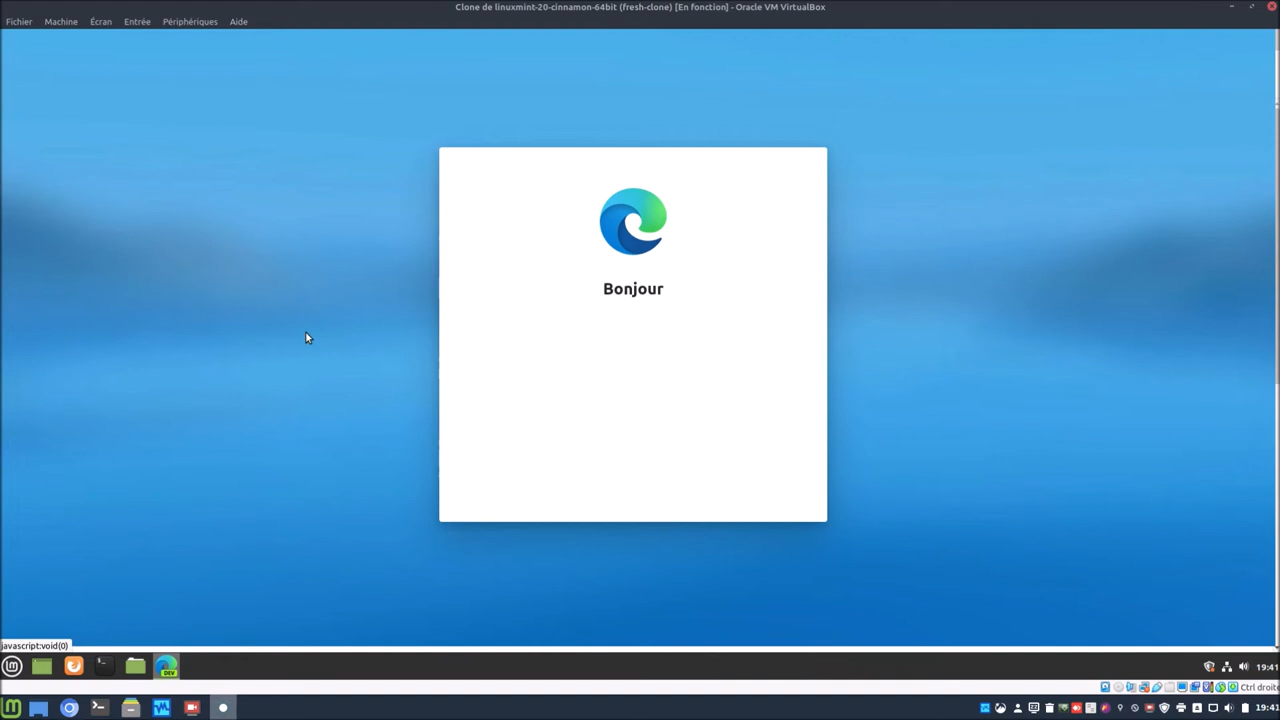 Clone de linuxmint-20-cinnamon-64bit (fresh-clone) [En fonction] - Oracle VM VirtualBox
Fichier Machine Écran Entrée Périphériques Aide
Bonjour
javascript:void(0)
DEV
19:41
Ctrl droite
19:41